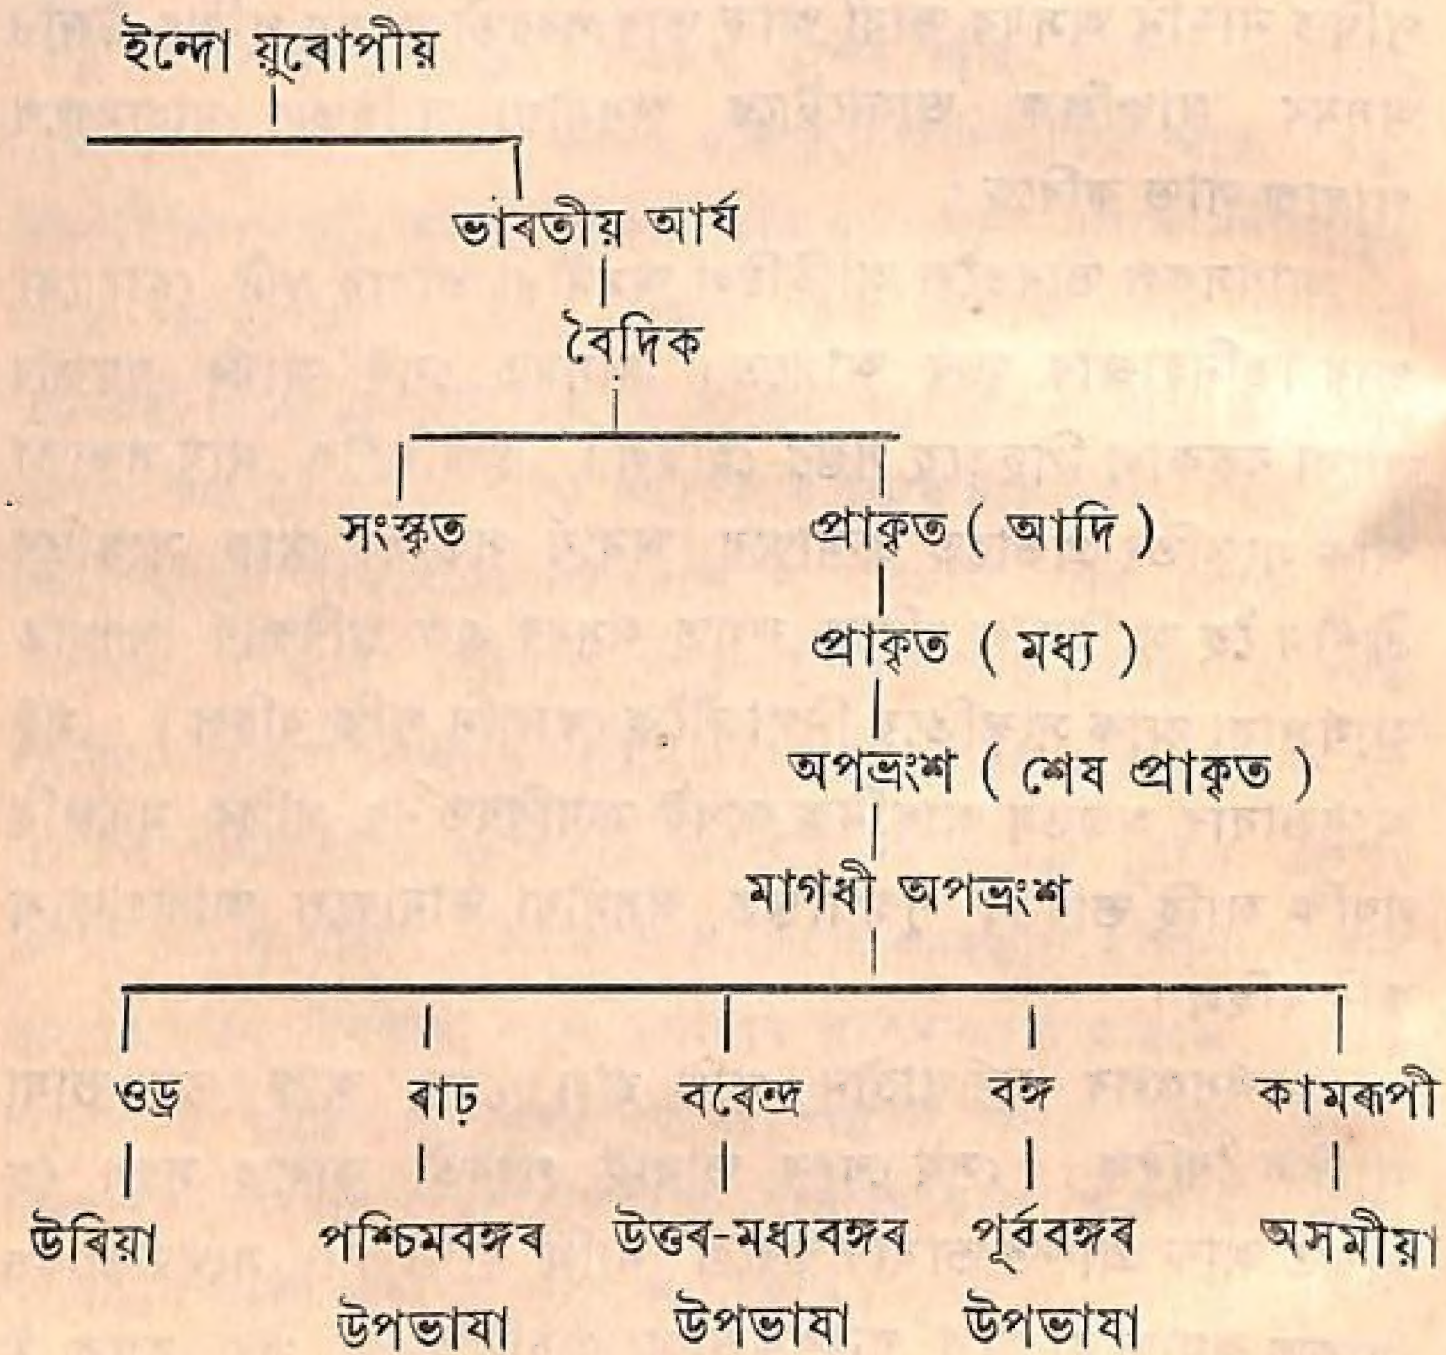 ইন্দো য়ুৰোপীয়
ভাৰতীয় আৰ্য
বৈদিক
সংস্কৃত প্ৰাকৃত ( আদি )
প্ৰাকৃত ( মধ্য )
অপভ্ৰংশ ( শেষ প্ৰাকৃত )
মাগধী অপভ্ৰংশ
ওড্ৰ ৰাঢ় বৰেন্দ্ৰ বঙ্গ কামৰূপী
উৰিয়া পশ্চিমবঙ্গৰ উত্তৰ-মধ্যবঙ্গৰ পূৰ্ববঙ্গৰ অসমীয়া
উপভাষা উপভাষা উপভাষা